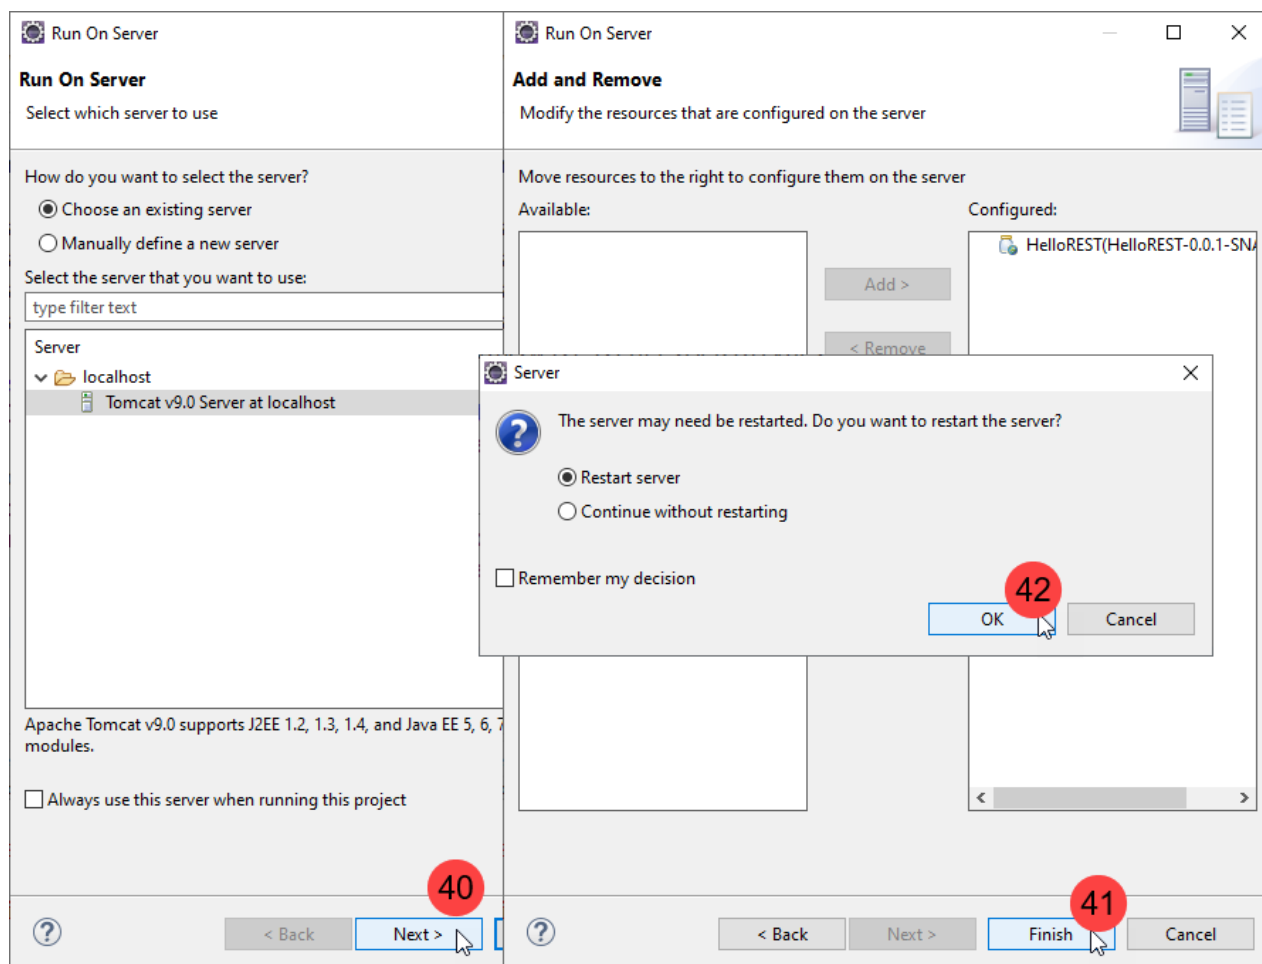 Run On Server
Run On Server
Select which server to use
How do you want to select the server?
Choose an existing server
Manually define a new server
Select the server that you want to use:
type filter text
Server
localhost
Tomcat v9.0 Server at localhost
Apache Tomcat v9.0 supports J2EE 1.2, 1.3, 1.4, and Java EE 5, 6, 7
modules.
Always use this server when running this project
40
< Back
Next >
Run On Server
Add and Remove
Modify the resources that are configured on the server
Move resources to the right to configure them on the server
Available:
Configured:
HelloREST(HelloREST-0.0.1-SNA
Add >
< Remove
Server
The server may need be restarted. Do you want to restart the server?
Restart server
Continue without restarting
Remember my decision
42
OK
Cancel
41
< Back
Next >
Finish
Cancel